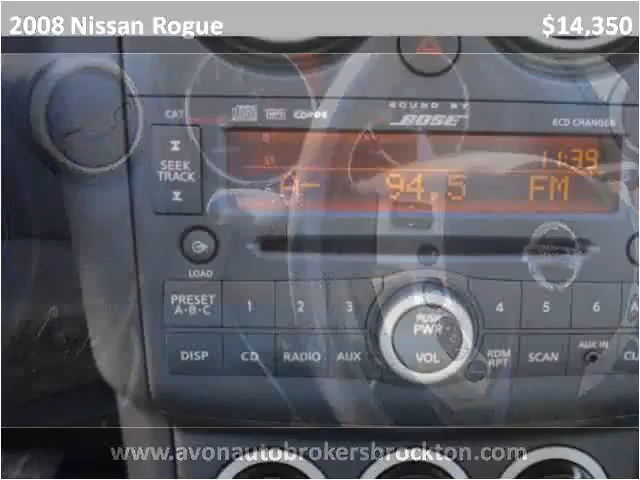 2008 Nissan Rogue $14,350
SOUND BY
BOSE
CAT
6CD CHANGER
SEEK
TRACK
11:39
A 94.5 FM
LOAD
PRESET
A·B·C
1 2 3 4 5 6
PUSH
PWR
VOL
DISP CD RADIO AUX
RDM
RPT
SCAN
AUX IN
www.avonautobrokersbrockton.com